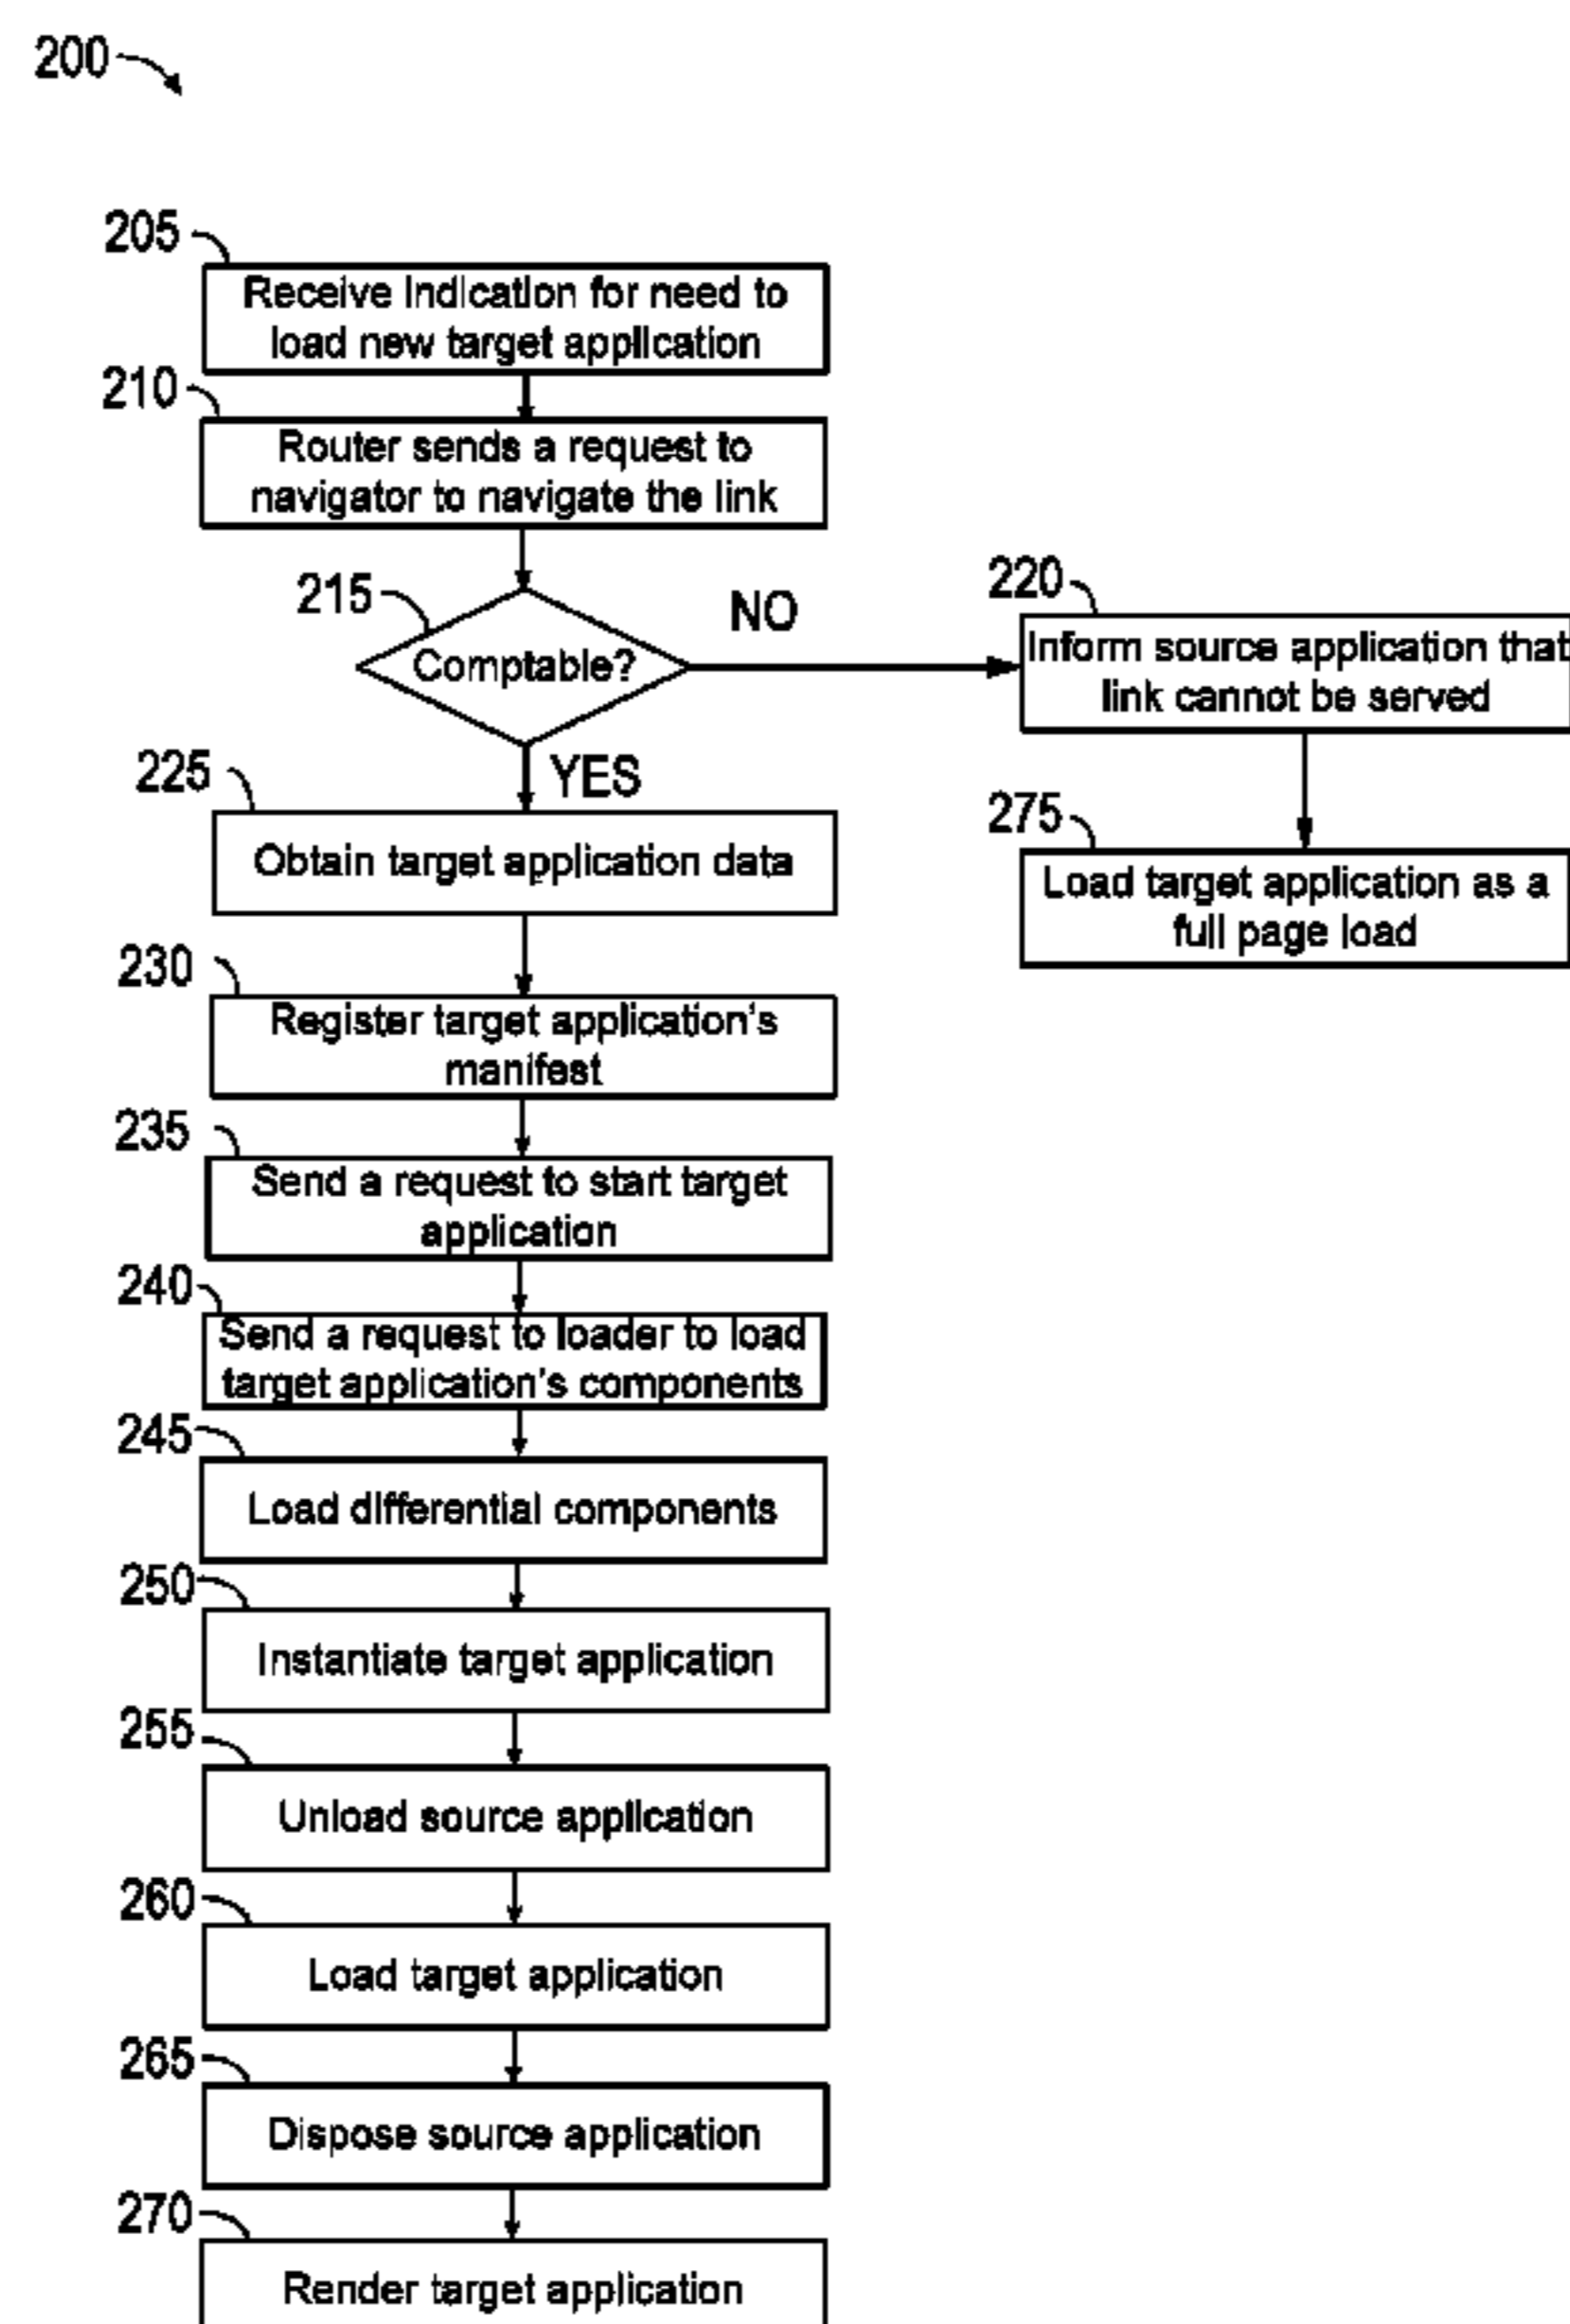 200
205
Receive indication for need to
load new target application
210
Router sends a request to
navigator to navigate the link
215
Comptable?
NO
220
Inform source application that
link cannot be served
YES
225
Obtain target application data
275
Load target application as a
full page load
230
Register target application's
manifest
235
Send a request to start target
application
240
Send a request to loader to load
target application's components
245
Load differential components
250
Instantiate target application
255
Unload source application
260
Load target application
265
Dispose source application
270
Render target application